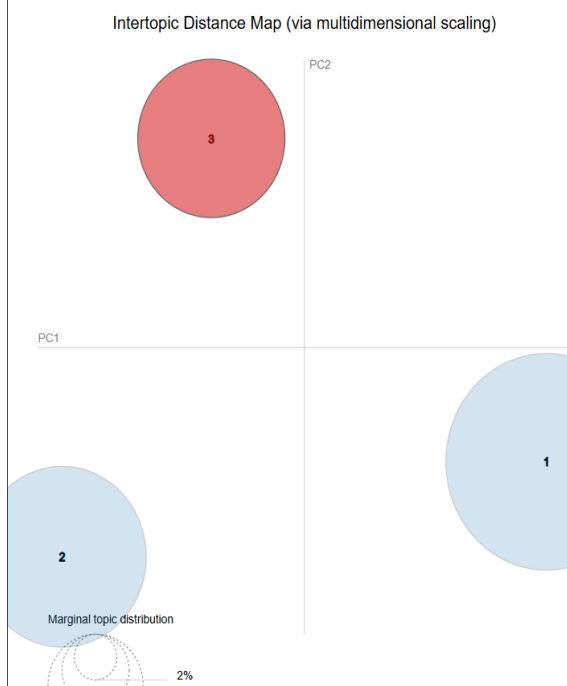 Intertopic Distance Map (via multidimensional scaling)
PC2
3
PC1
1
2
Marginal topic distribution
2%